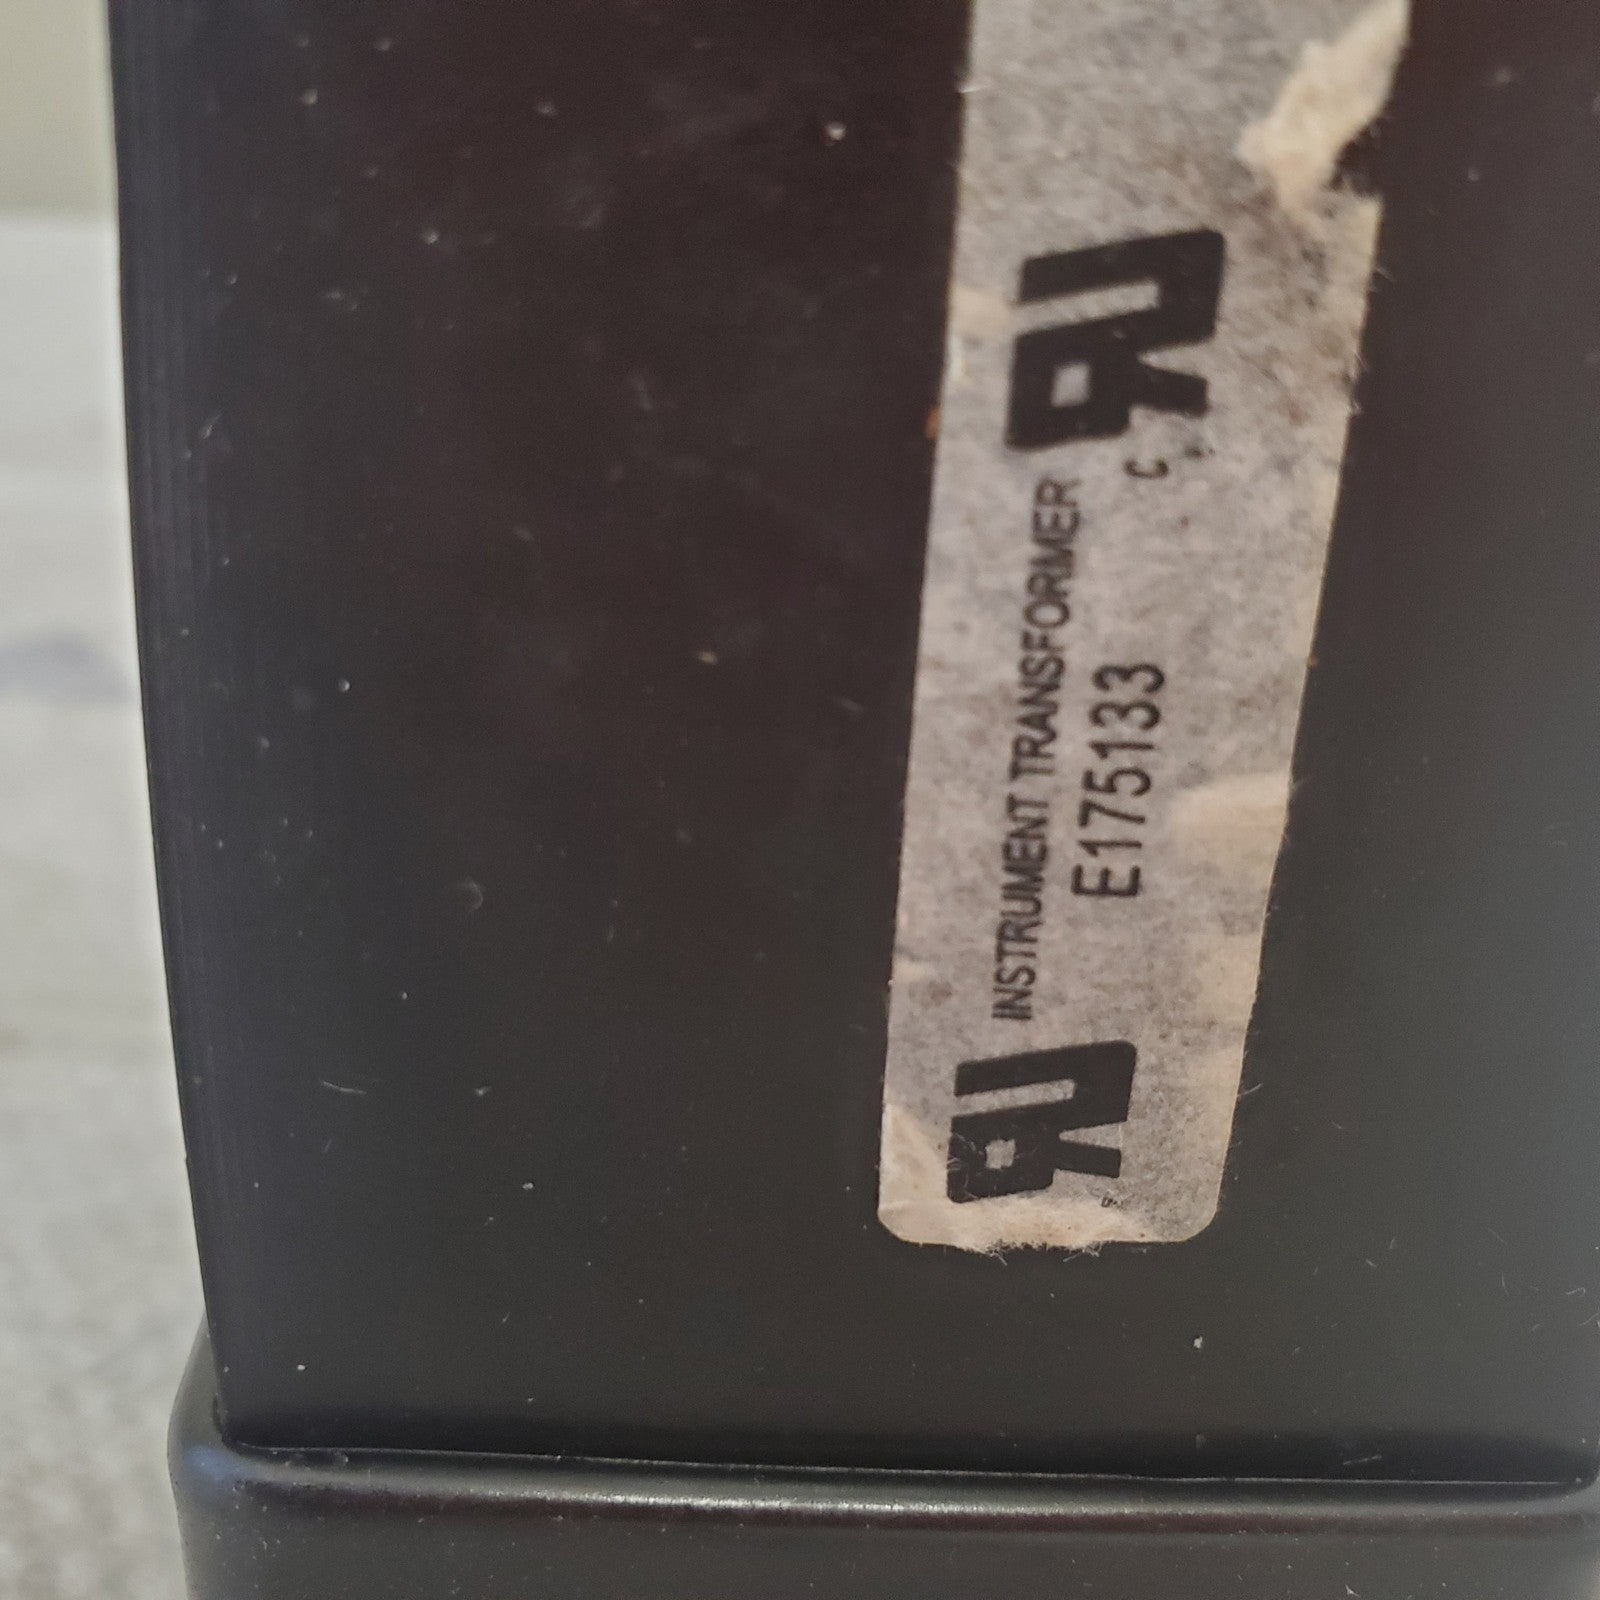 INSTRUMENT TRANSFORMER
E175133
C